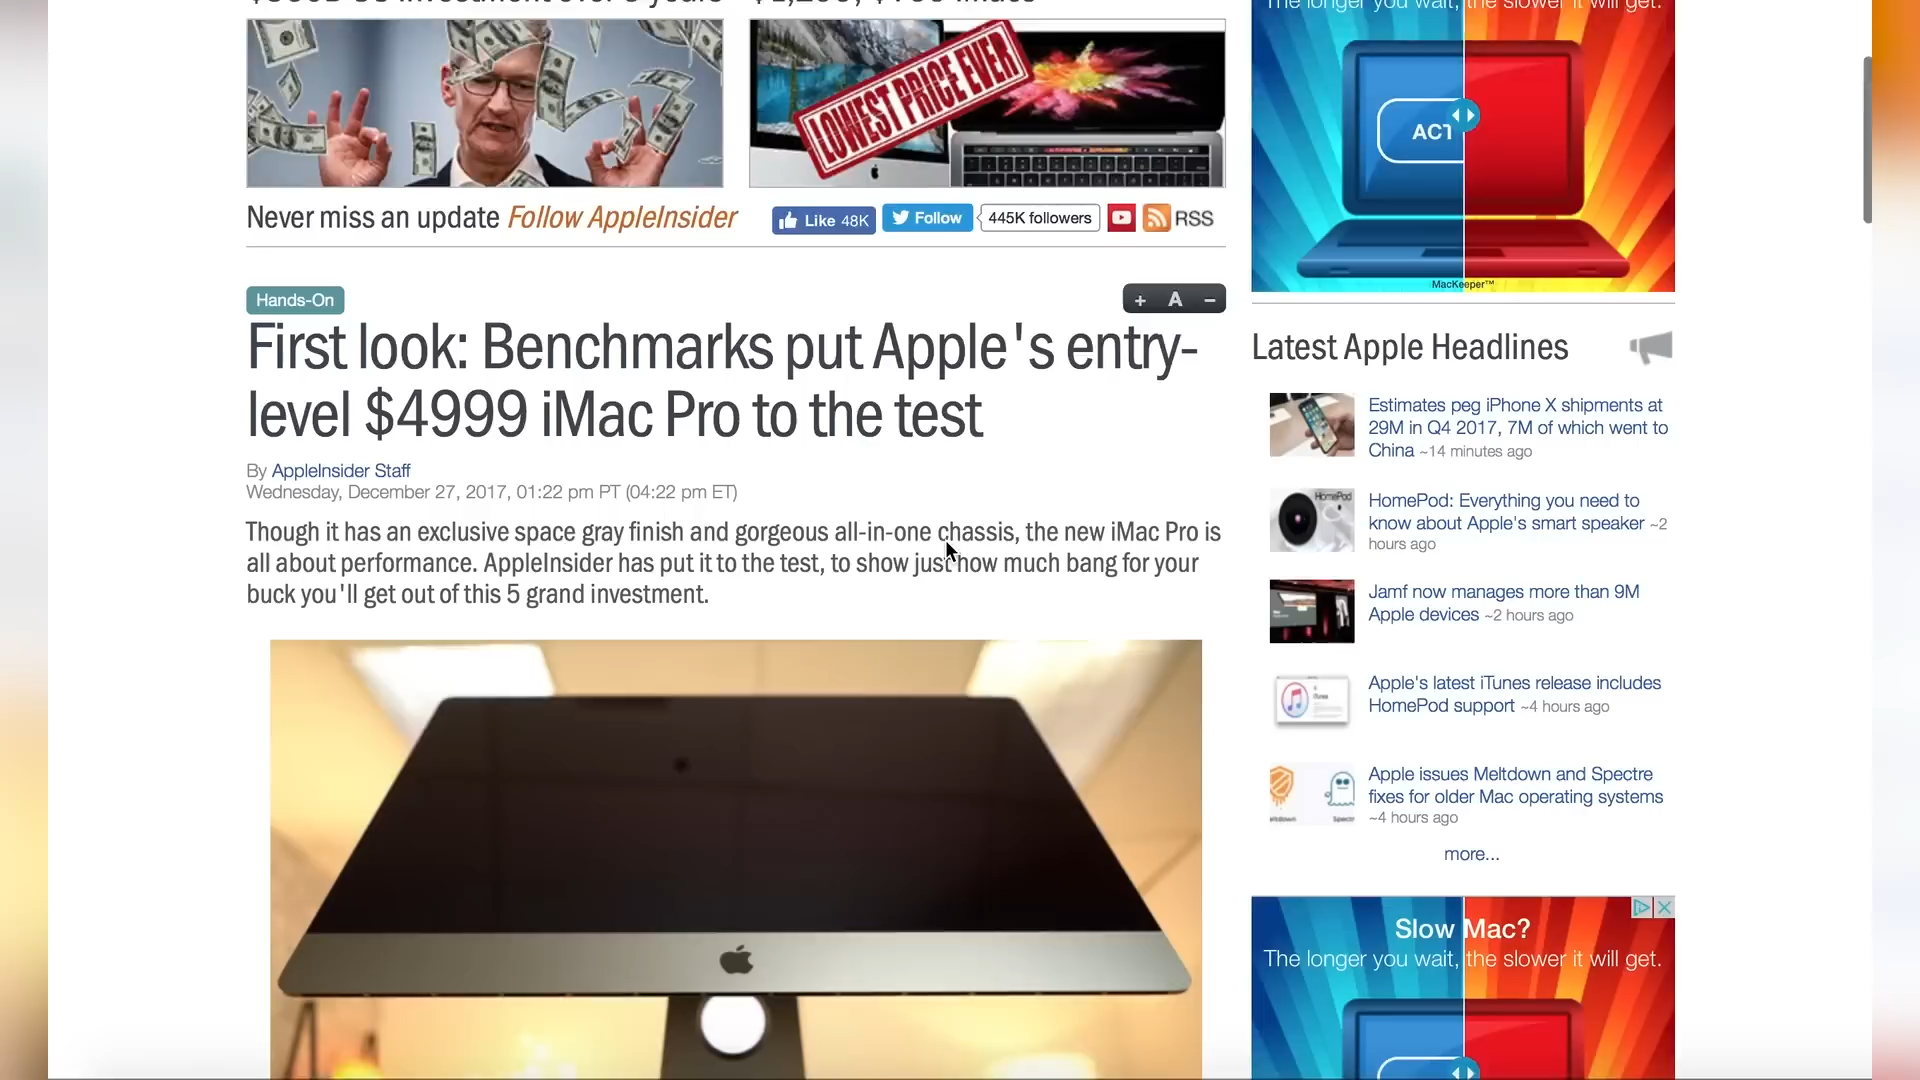 LOWEST PRICE EVER
Never miss an update Follow AppleInsider
Like 48K
Follow
445K followers
RSS
Hands-On
+ A −
First look: Benchmarks put Apple's entry-
level $4999 iMac Pro to the test
By AppleInsider Staff
Wednesday, December 27, 2017, 01:22 pm PT (04:22 pm ET)
Though it has an exclusive space gray finish and gorgeous all-in-one chassis, the new iMac Pro is
all about performance. AppleInsider has put it to the test, to show just how much bang for your
buck you'll get out of this 5 grand investment.
The longer you wait, the slower it will get.
ACT
MacKeeper™
Latest Apple Headlines
Estimates peg iPhone X shipments at
29M in Q4 2017, 7M of which went to
China ~14 minutes ago
HomePod
HomePod: Everything you need to
know about Apple's smart speaker ~2
hours ago
Jamf now manages more than 9M
Apple devices ~2 hours ago
Apple's latest iTunes release includes
HomePod support ~4 hours ago
Apple issues Meltdown and Spectre
fixes for older Mac operating systems
~4 hours ago
more...
Slow Mac?
The longer you wait, the slower it will get.